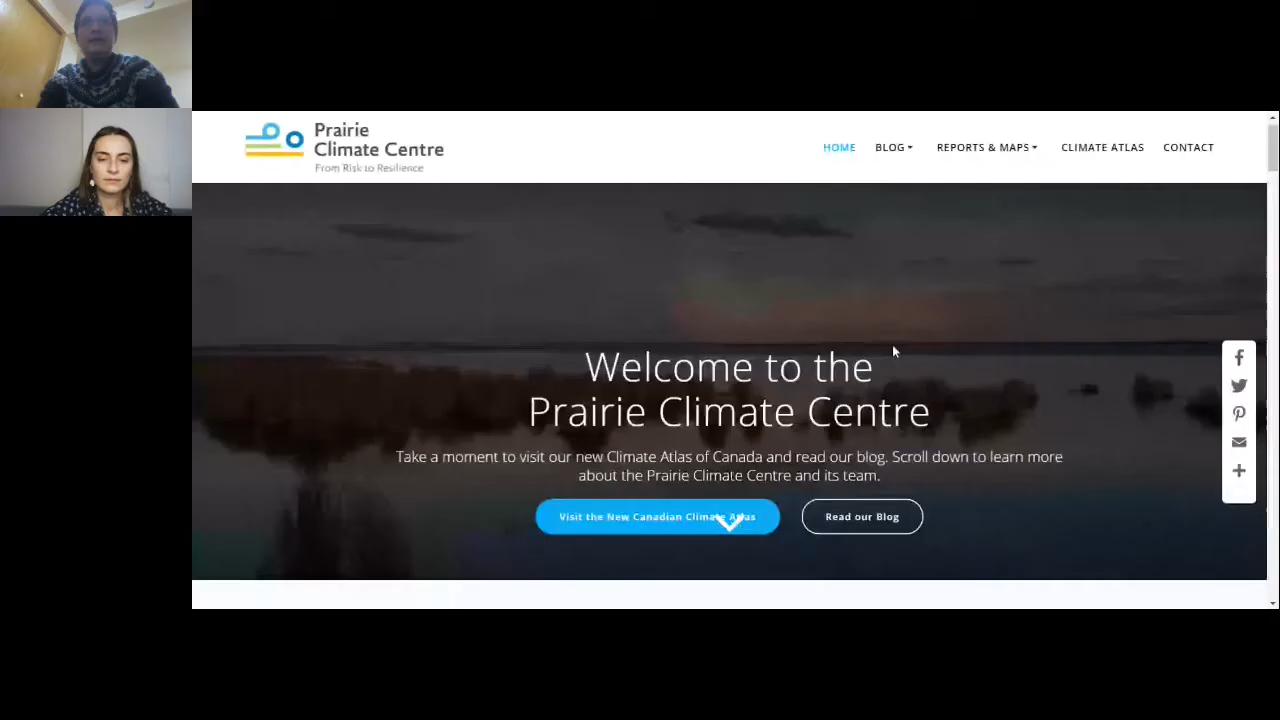 Prairie
Climate Centre
From Risk to Resilience
HOME BLOG REPORTS & MAPS CLIMATE ATLAS CONTACT
Welcome to the
Prairie Climate Centre
Take a moment to visit our new Climate Atlas of Canada and read our blog. Scroll down to learn more
about the Prairie Climate Centre and its team.
Visit the New Canadian Climate Atlas Read our Blog